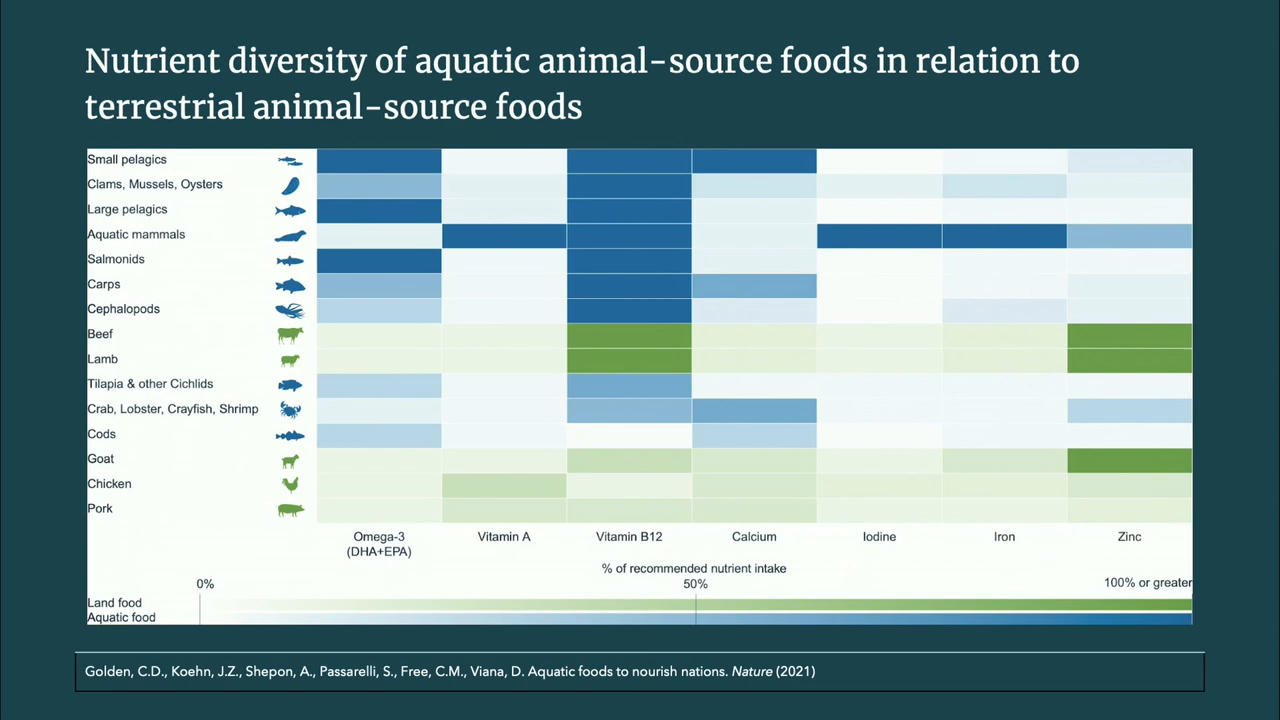 Nutrient diversity of aquatic animal-source foods in relation to
terrestrial animal-source foods
Small pelagics
Clams, Mussels, Oysters
Large pelagics
Aquatic mammals
Salmonids
Carps
Cephalopods
Beef
Lamb
Tilapia & other Cichlids
Crab, Lobster, Crayfish, Shrimp
Cods
Goat
Chicken
Pork
Omega-3 Vitamin A Vitamin B12 Calcium Iodine Iron Zinc
(DHA+EPA)
% of recommended nutrient intake
0% 50% 100% or greater
Land food
Aquatic food
Golden, C.D., Koehn, J.Z., Shepon, A., Passarelli, S., Free, C.M., Viana, D. Aquatic foods to nourish nations. Nature (2021)